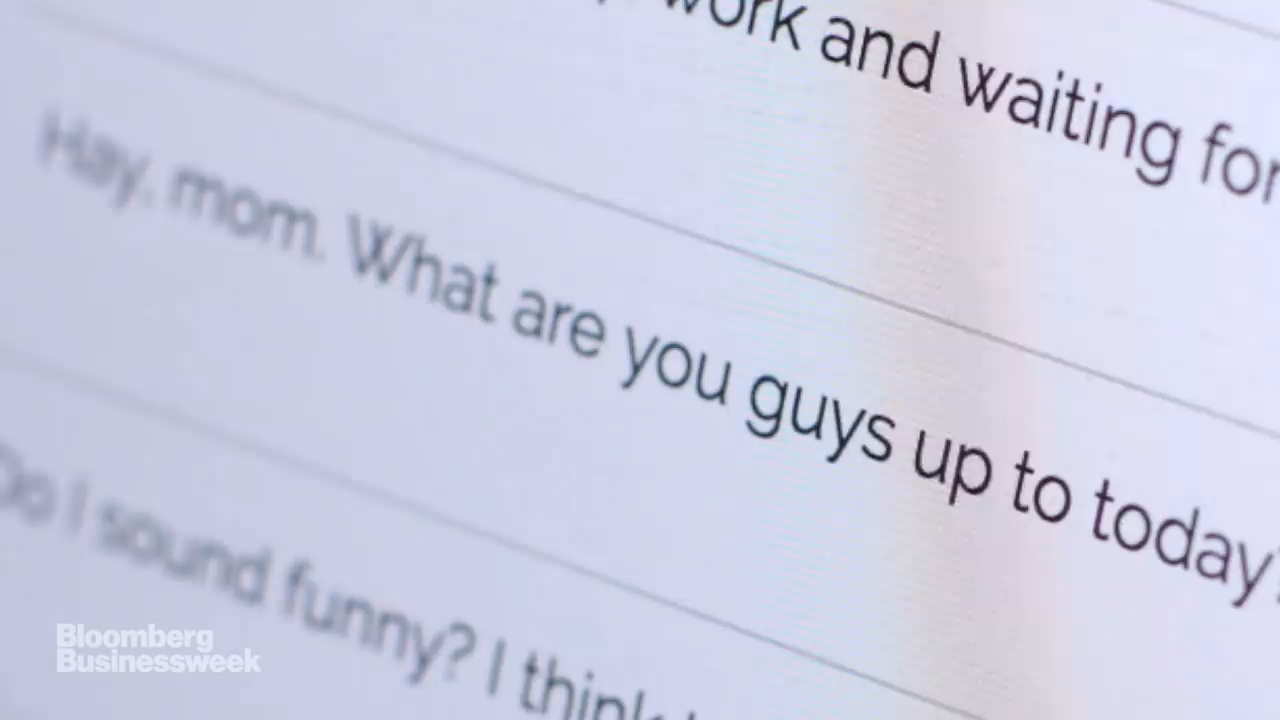 work and waiting for
Hay, mom. What are you guys up to today?
Do I sound funny? I think
Bloomberg
Businessweek